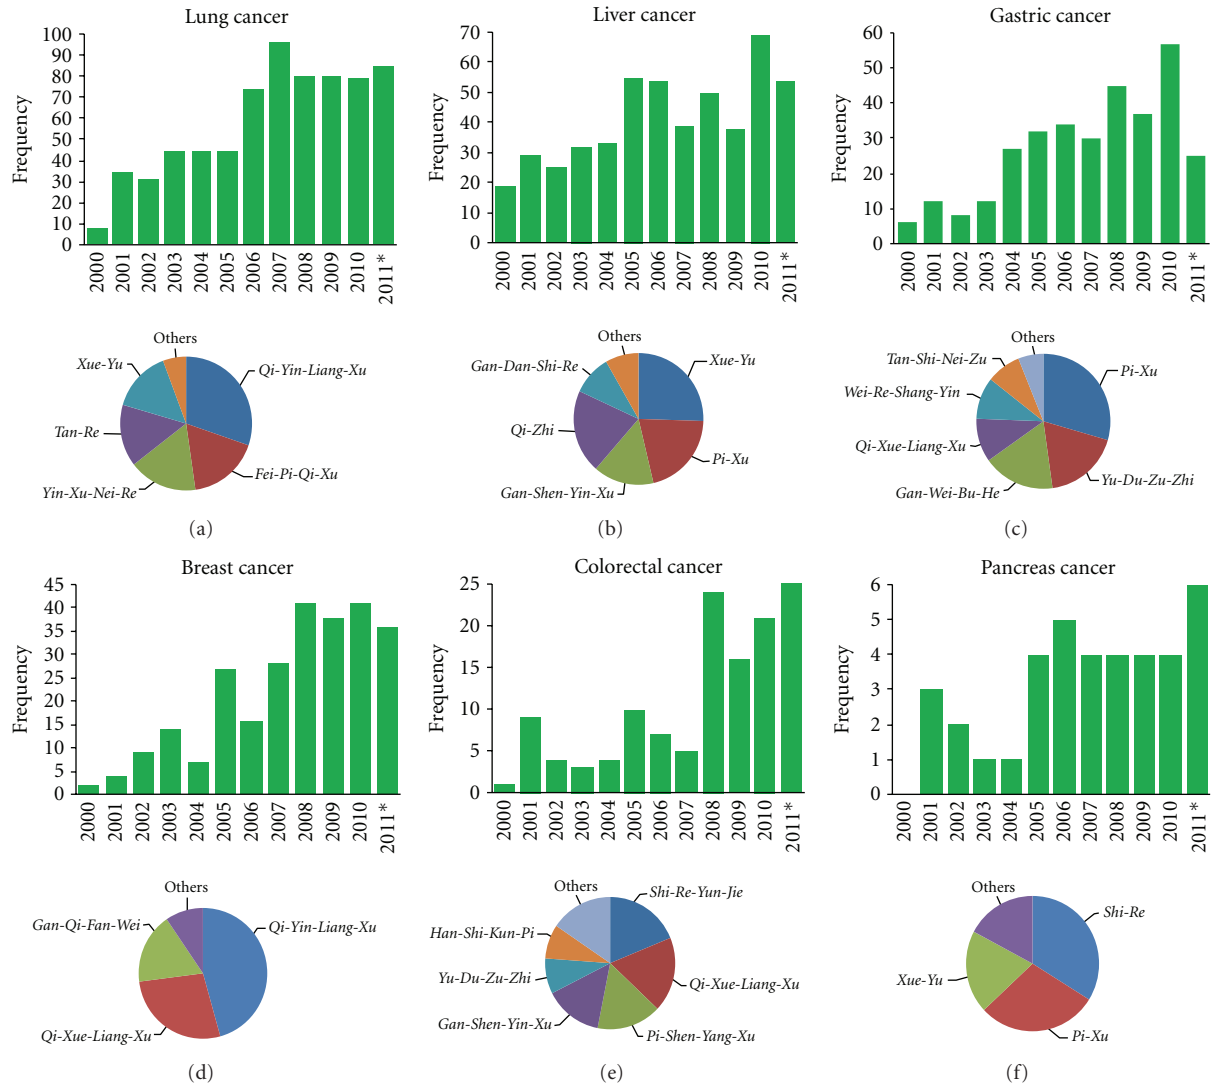 Lung cancer
Frequency
100
90
80
70
60
50
40
30
20
10
0
2000
2001
2002
2003
2004
2005
2006
2007
2008
2009
2010
2011*
Others
Xue-Yu
Qi-Yin-Liang-Xu
Tan-Re
Fei-Pi-Qi-Xu
Yin-Xu-Nei-Re
(a)
Liver cancer
Frequency
70
60
50
40
30
20
10
0
2000
2001
2002
2003
2004
2005
2006
2007
2008
2009
2010
2011*
Others
Xue-Yu
Gan-Dan-Shi-Re
Qi-Zhi
Pi-Xu
Gan-Shen-Yin-Xu
(b)
Gastric cancer
Frequency
60
50
40
30
20
10
0
2000
2001
2002
2003
2004
2005
2006
2007
2008
2009
2010
2011*
Others
Tan-Shi-Nei-Zu
Pi-Xu
Wei-Re-Shang-Yin
Qi-Xue-Liang-Xu
Yu-Du-Zu-Zhi
Gan-Wei-Bu-He
(c)
Breast cancer
Frequency
45
40
35
30
25
20
15
10
5
0
2000
2001
2002
2003
2004
2005
2006
2007
2008
2009
2010
2011*
Others
Gan-Qi-Fan-Wei
Qi-Yin-Liang-Xu
Qi-Xue-Liang-Xu
(d)
Colorectal cancer
Frequency
25
20
15
10
5
0
2000
2001
2002
2003
2004
2005
2006
2007
2008
2009
2010
2011*
Others
Shi-Re-Yun-Jie
Han-Shi-Kun-Pi
Yu-Du-Zu-Zhi
Qi-Xue-Liang-Xu
Gan-Shen-Yin-Xu
Pi-Shen-Yang-Xu
(e)
Pancreas cancer
Frequency
6
5
4
3
2
1
0
2000
2001
2002
2003
2004
2005
2006
2007
2008
2009
2010
2011*
Others
Shi-Re
Xue-Yu
Pi-Xu
(f)